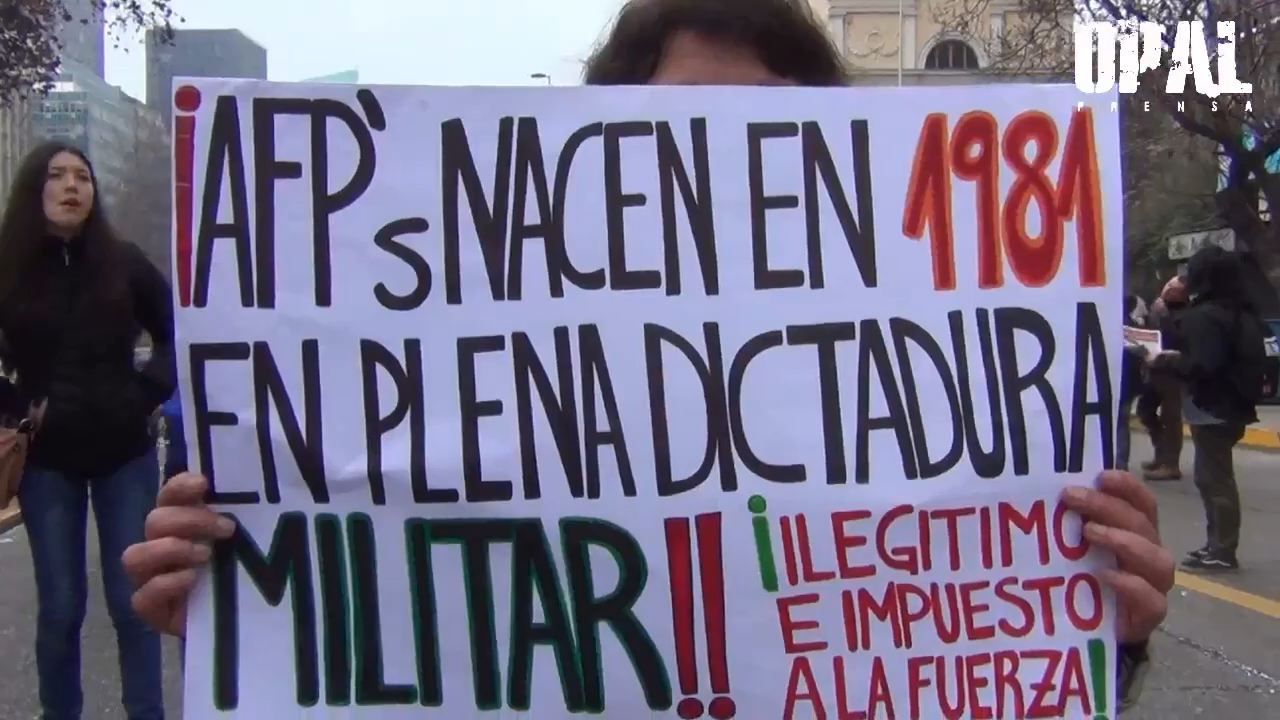 OPAL
PRENSA
¡AFP's NACEN EN 1981
EN PLENA DICTADURA
MILITAR!!
¡ILEGITIMO
E IMPUESTO
A LA FUERZA!